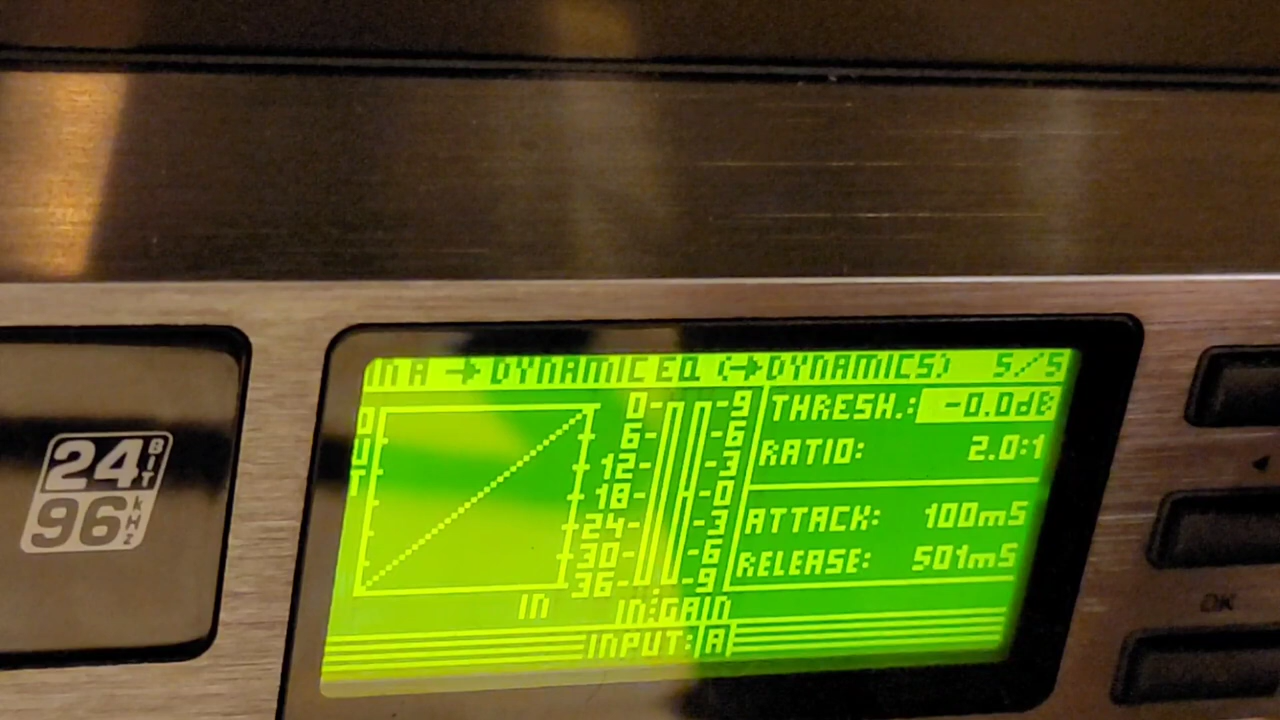 IN A → DYNAMIC EQ (→DYNAMICS) 5/5
OUT
0 -9
6 -6
12 -3
18 -0
24 -3
30 -6
36 -9
IN
IN:GAIN
THRESH.: -0.0dB
RATIO: 2.0:1
ATTACK: 100mS
RELEASE: 501mS
INPUT: A
24 BIT
96 kHz
OK